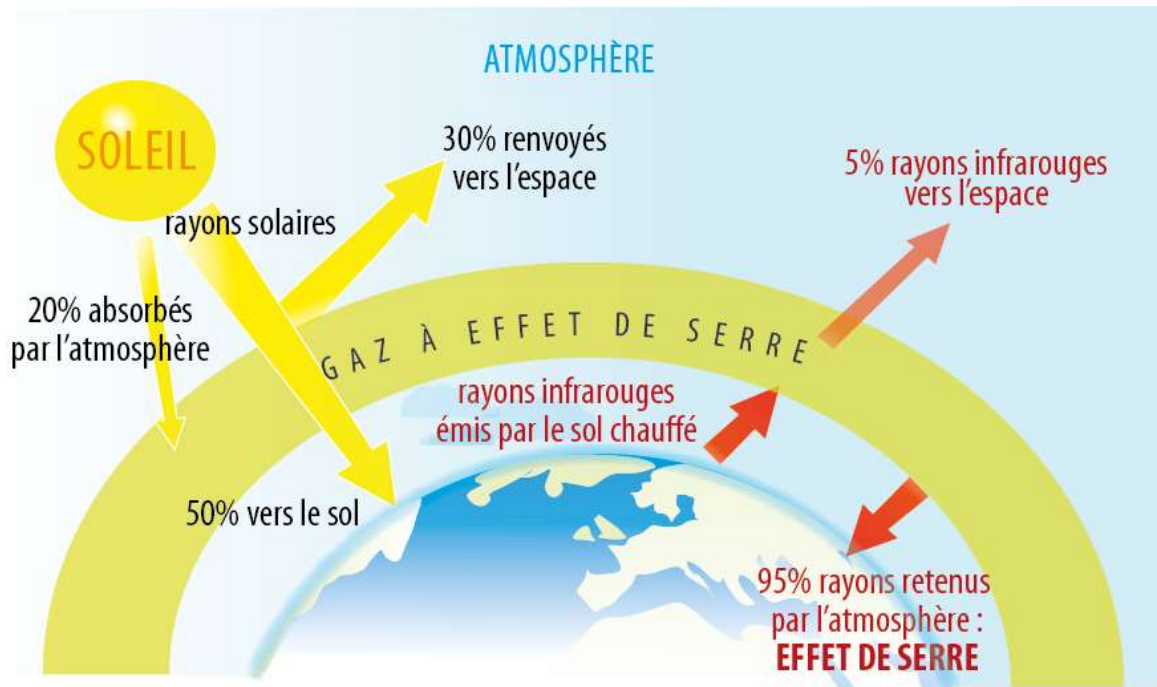 ATMOSPHÈRE
SOLEIL
rayons solaires
30% renvoyés
vers l'espace
5% rayons infrarouges
vers l'espace
20% absorbés
par l'atmosphère
GAZ À EFFET DE SERRE
rayons infrarouges
émis par le sol chauffé
50% vers le sol
95% rayons retenus
par l'atmosphère :
EFFET DE SERRE